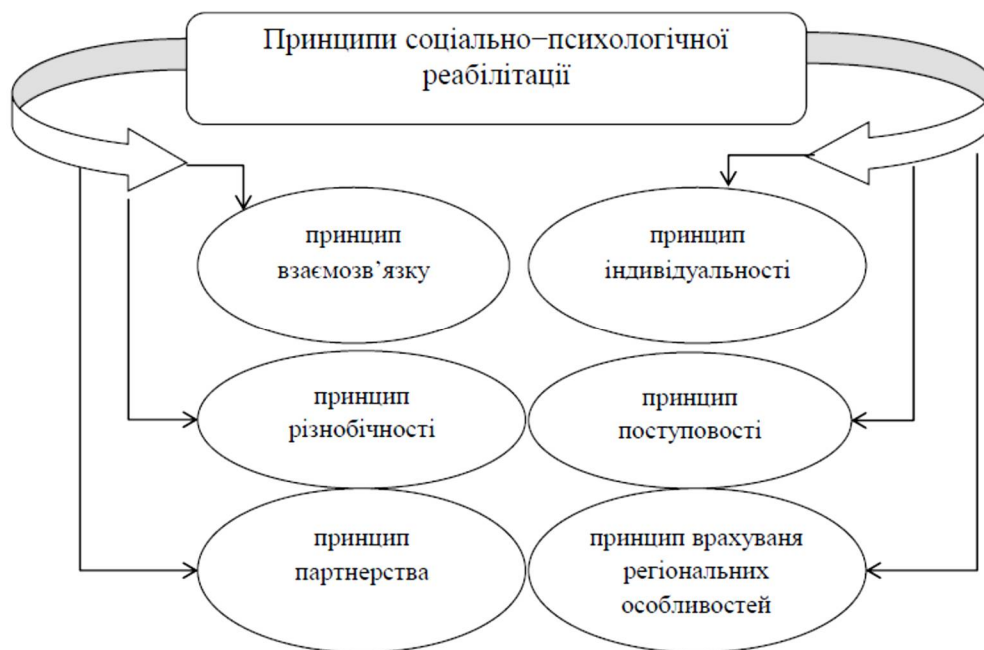 Принципи соціально–психологічної
реабілітації
принцип
взаємозв’язку
принцип
індивідуальності
принцип
різнобічності
принцип
поступовості
принцип
партнерства
принцип врахуваня
регіональних
особливостей